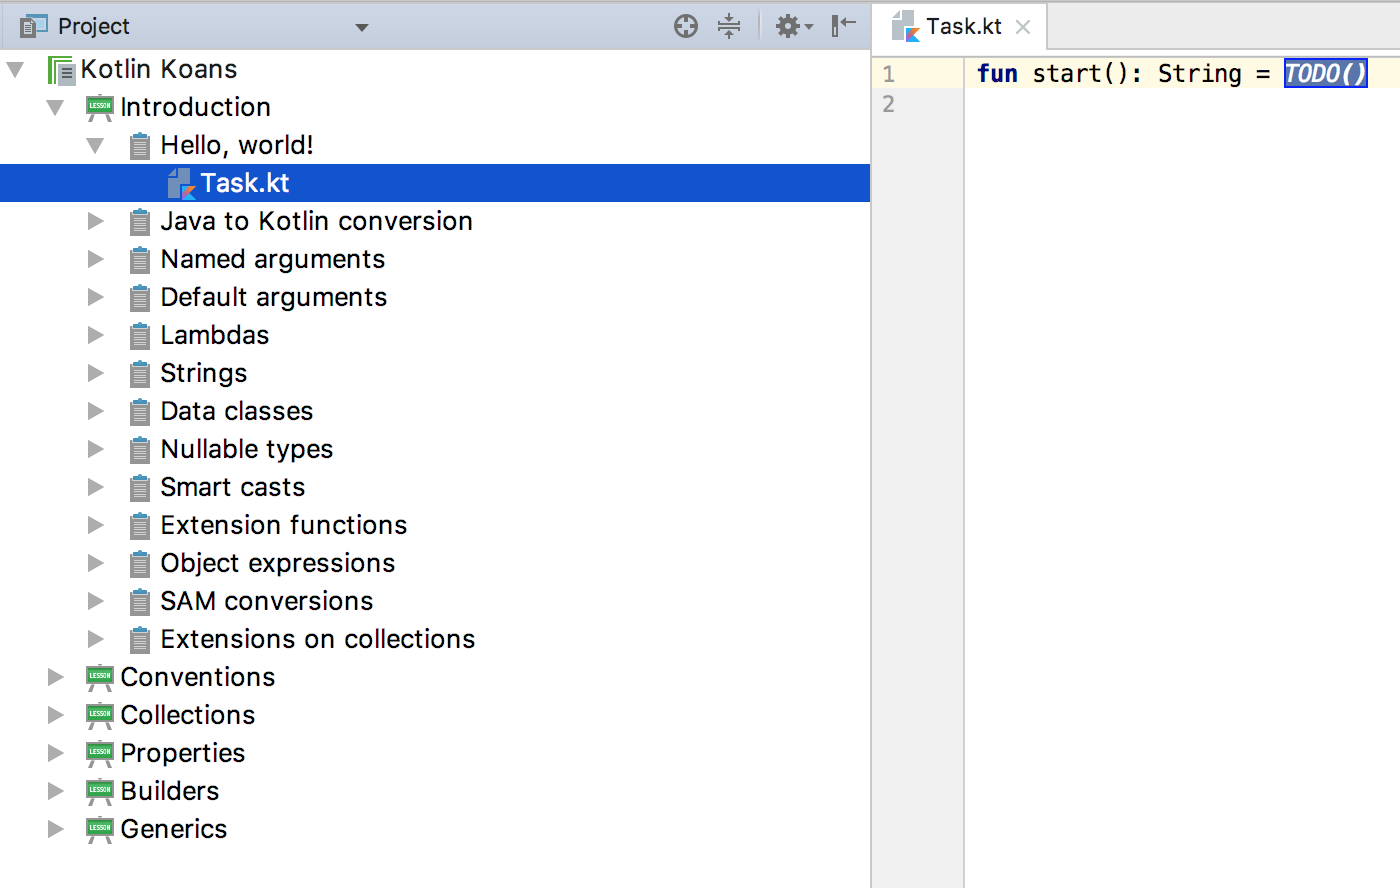 Project
Kotlin Koans
LESSON Introduction
Hello, world!
Task.kt
Java to Kotlin conversion
Named arguments
Default arguments
Lambdas
Strings
Data classes
Nullable types
Smart casts
Extension functions
Object expressions
SAM conversions
Extensions on collections
LESSON Conventions
LESSON Collections
LESSON Properties
LESSON Builders
LESSON Generics
Task.kt
1 fun start(): String = TODO()
2